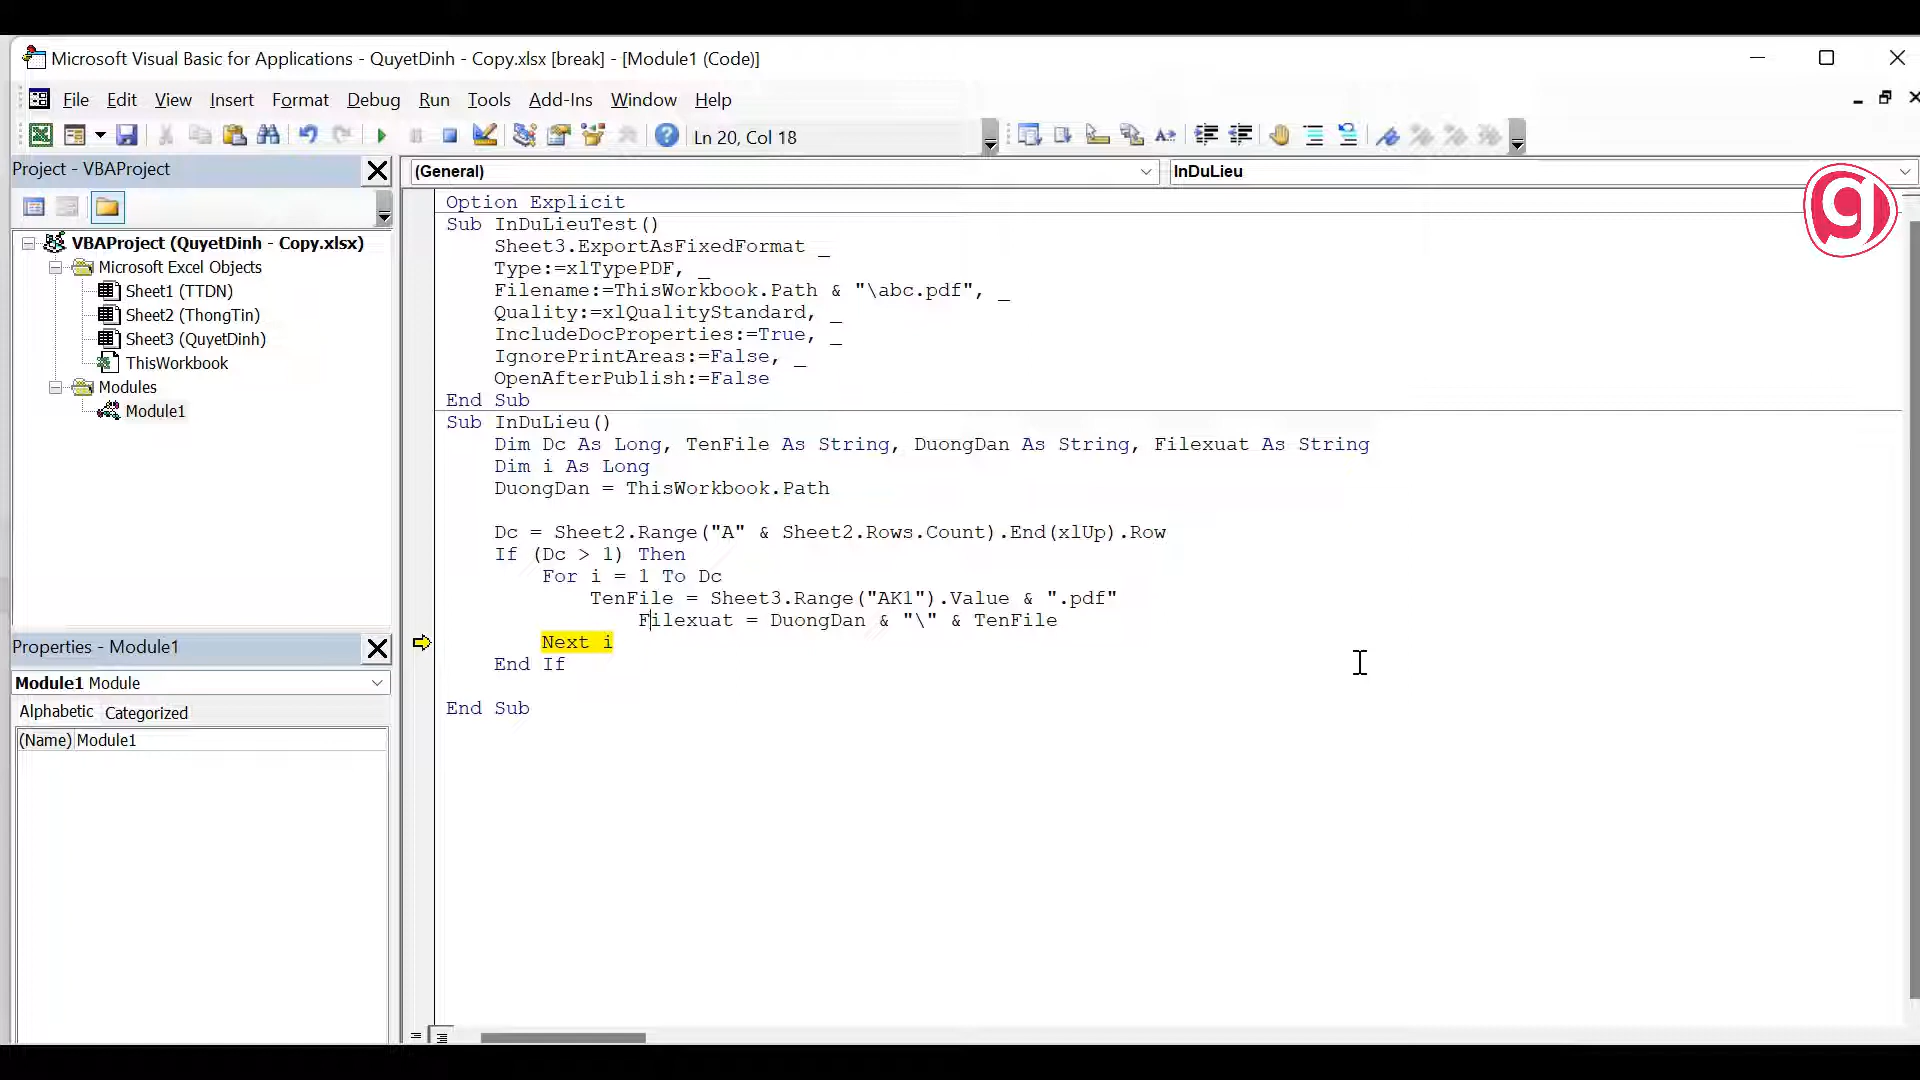 Microsoft Visual Basic for Applications - QuyetDinh - Copy.xlsx [break] - [Module1 (Code)]
File Edit View Insert Format Debug Run Tools Add-Ins Window Help
Ln 20, Col 18
Project - VBAProject
(General)
InDuLieu
VBAProject (QuyetDinh - Copy.xlsx)
Microsoft Excel Objects
Sheet1 (TTDN)
Sheet2 (ThongTin)
Sheet3 (QuyetDinh)
ThisWorkbook
Modules
Module1
Properties - Module1
Module1 Module
Alphabetic Categorized
(Name) Module1
Option Explicit
Sub InDuLieuTest()
Sheet3.ExportAsFixedFormat _
Type:=xlTypePDF, _
Filename:=ThisWorkbook.Path & "\abc.pdf", _
Quality:=xlQualityStandard, _
IncludeDocProperties:=True, _
IgnorePrintAreas:=False, _
OpenAfterPublish:=False
End Sub
Sub InDuLieu()
Dim Dc As Long, TenFile As String, DuongDan As String, Filexuat As String
Dim i As Long
DuongDan = ThisWorkbook.Path
Dc = Sheet2.Range("A" & Sheet2.Rows.Count).End(xlUp).Row
If (Dc > 1) Then
For i = 1 To Dc
TenFile = Sheet3.Range("AK1").Value & ".pdf"
Filexuat = DuongDan & "\" & TenFile
Next i
End If
End Sub